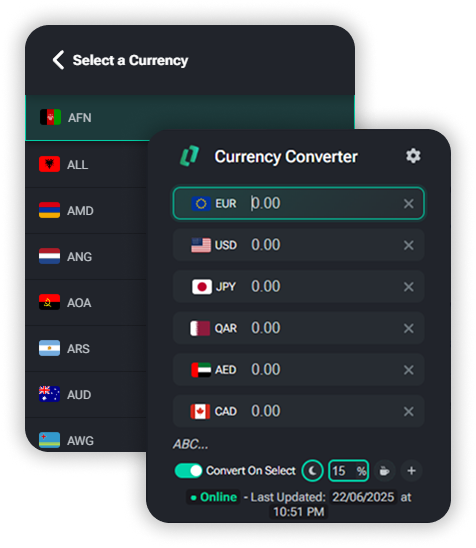 Select a Currency
AFN
ALL
AMD
ANG
AOA
ARS
AUD
AWG
Currency Converter
EUR 0.00
USD 0.00
JPY 0.00
QAR 0.00
AED 0.00
CAD 0.00
ABC...
Convert On Select 15 %
Online - Last Updated: 22/06/2025 at
10:51 PM